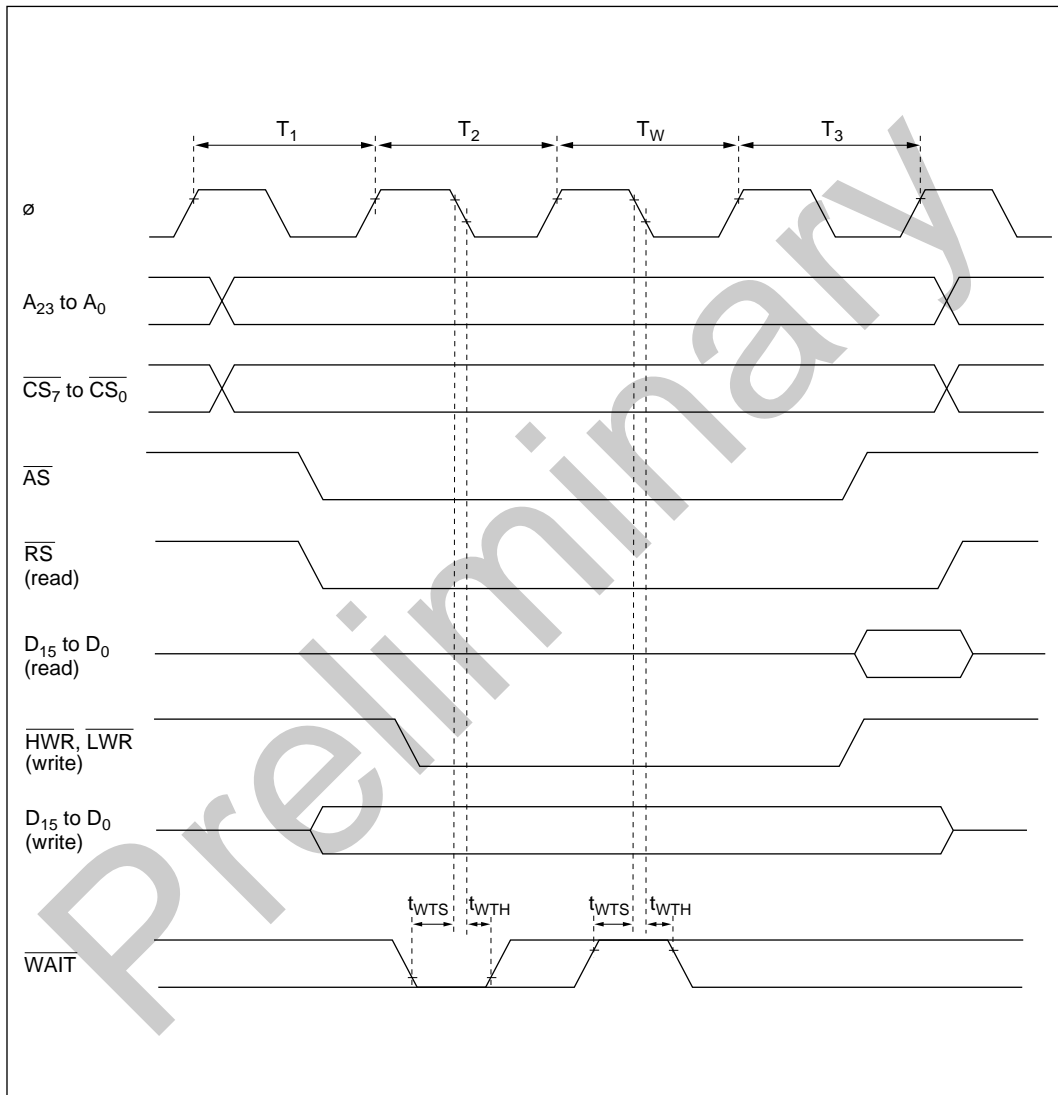 T1 T2 TW T3
ø
A23 to A0
CS7 to CS0
AS
RS
(read)
D15 to D0
(read)
HWR, LWR
(write)
D15 to D0
(write)
tWTS tWTH tWTS tWTH
WAIT
Preliminary